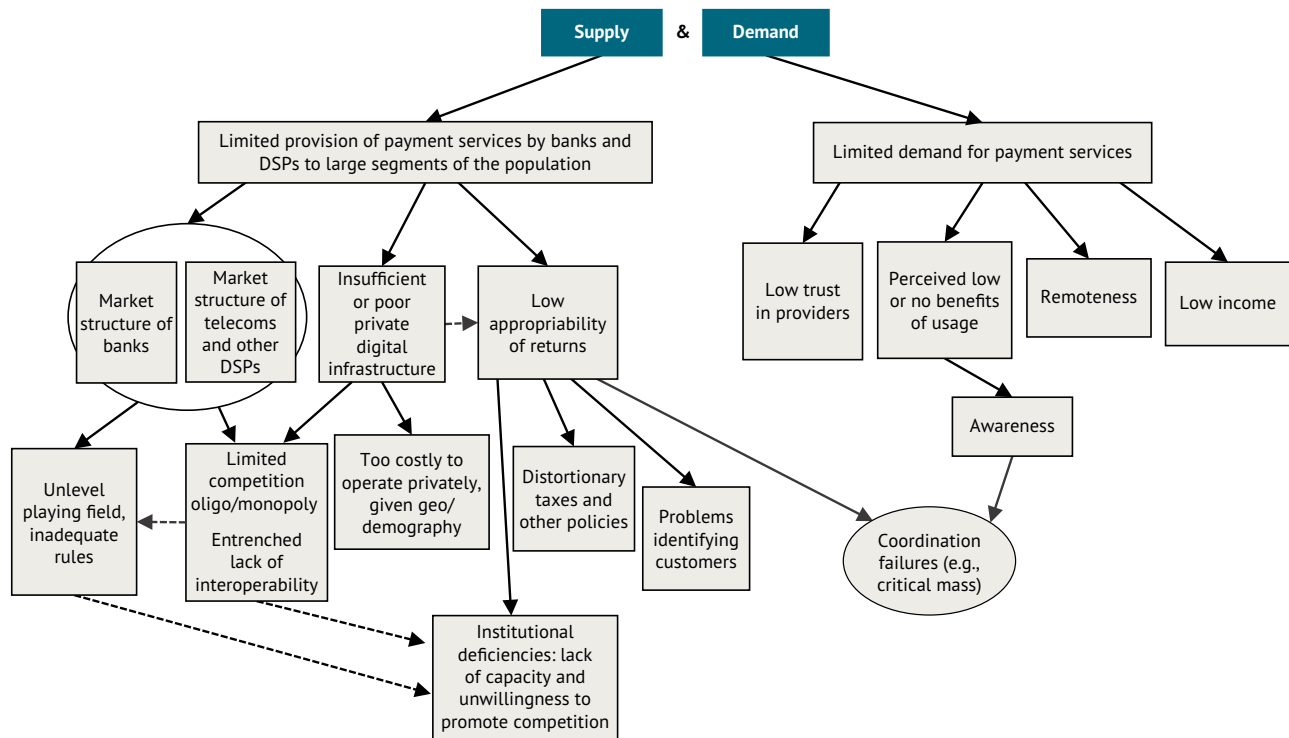 Supply & Demand
Limited provision of payment services by banks and
DSPs to large segments of the population
Limited demand for payment services
Market
structure of
banks
Market
structure of
telecoms
and other
DSPs
Insufficient
or poor
private
digital
infrastructure
Low
appropriability
of returns
Low trust
in providers
Perceived low
or no benefits
of usage
Remoteness
Low income
Awareness
Unlevel
playing field,
inadequate
rules
Limited
competition
oligo/monopoly
Entrenched
lack of
interoperability
Too costly to
operate privately,
given geo/
demography
Distortionary
taxes and
other policies
Problems
identifying
customers
Coordination
failures (e.g.,
critical mass)
Institutional
deficiencies: lack
of capacity and
unwillingness to
promote competition